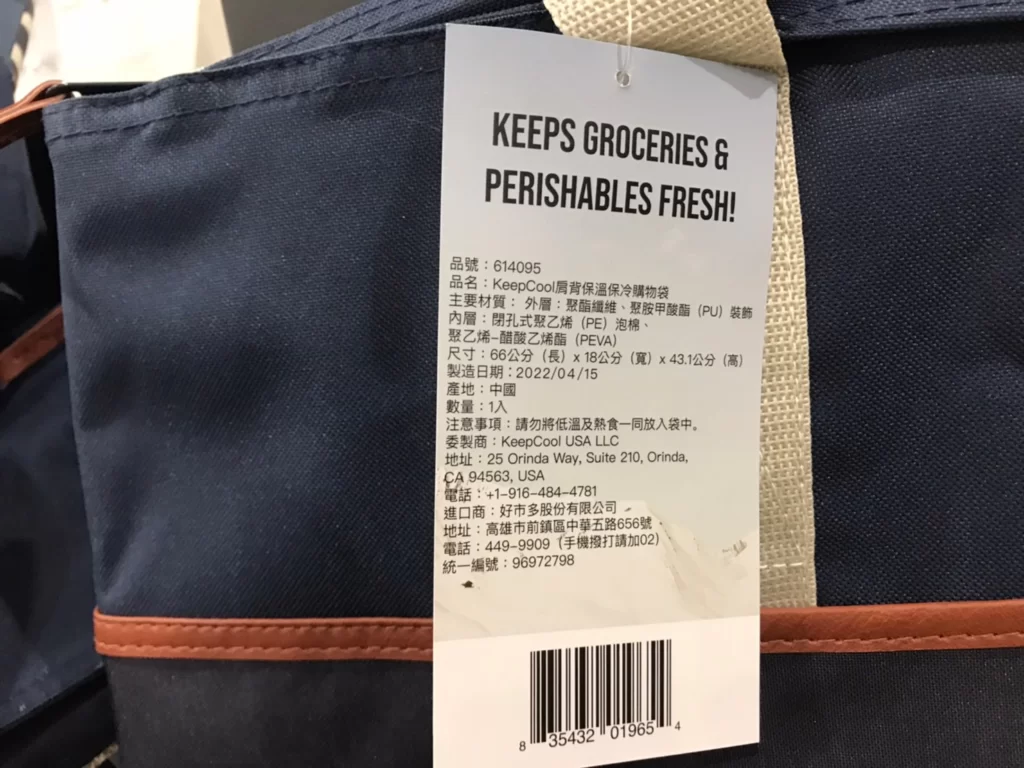 KEEPS GROCERIES &
PERISHABLES FRESH!
品號：614095
品名：KeepCool肩背保溫保冷購物袋
主要材質： 外層：聚酯纖維、聚胺甲酸酯（PU）裝飾
內層：閉孔式聚乙烯（PE）泡棉、
聚乙烯-醋酸乙烯酯（PEVA）
尺寸：66公分（長）x 18公分（寬）x 43.1公分（高）
製造日期：2022/04/15
產地：中國
數量：1入
注意事項：請勿將低溫及熱食一同放入袋中。
委製商：KeepCool USA LLC
地址：25 Orinda Way, Suite 210, Orinda,
CA 94563, USA
電話：+1-916-484-4781
進口商：好市多股份有限公司
地址：高雄市前鎮區中華五路656號
電話：449-9909（手機撥打請加02）
統一編號：96972798
8 35432 01965 4